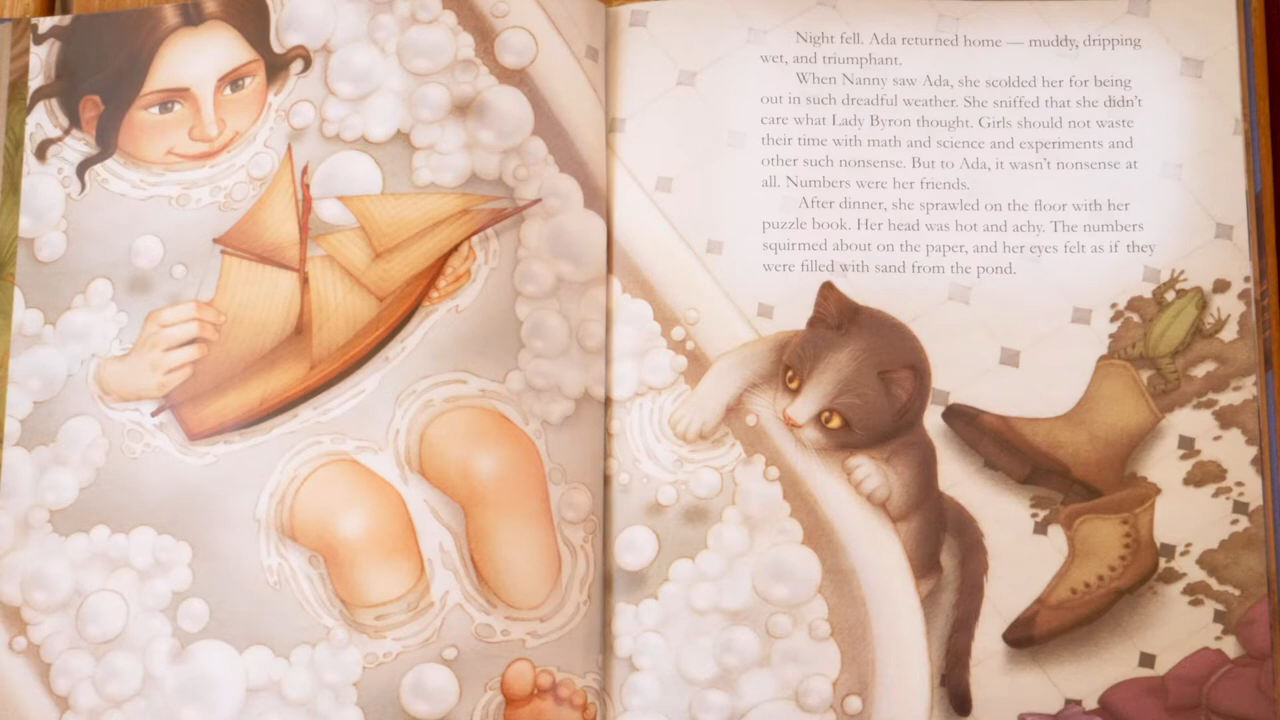 Night fell. Ada returned home — muddy, dripping
wet, and triumphant.
When Nanny saw Ada, she scolded her for being
out in such dreadful weather. She sniffed that she didn't
care what Lady Byron thought. Girls should not waste
their time with math and science and experiments and
other such nonsense. But to Ada, it wasn't nonsense at
all. Numbers were her friends.
After dinner, she sprawled on the floor with her
puzzle book. Her head was hot and achy. The numbers
squirmed about on the paper, and her eyes felt as if they
were filled with sand from the pond.